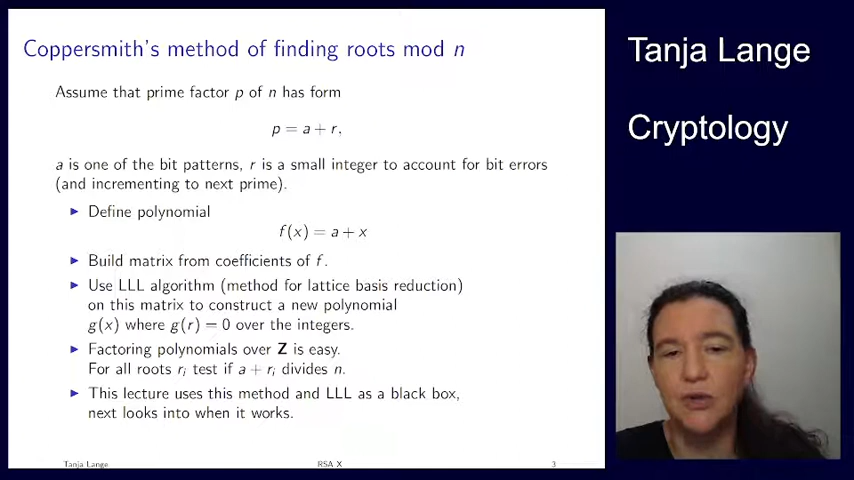 Coppersmith's method of finding roots mod n
Assume that prime factor p of n has form
p = a + r,
a is one of the bit patterns, r is a small integer to account for bit errors
(and incrementing to next prime).
▶ Define polynomial
f(x) = a + x
▶ Build matrix from coefficients of f.
▶ Use LLL algorithm (method for lattice basis reduction)
on this matrix to construct a new polynomial
g(x) where g(r) = 0 over the integers.
▶ Factoring polynomials over Z is easy.
For all roots rᵢ test if a + rᵢ divides n.
▶ This lecture uses this method and LLL as a black box,
next looks into when it works.
Tanja Lange
RSA X
3
Tanja Lange
Cryptology